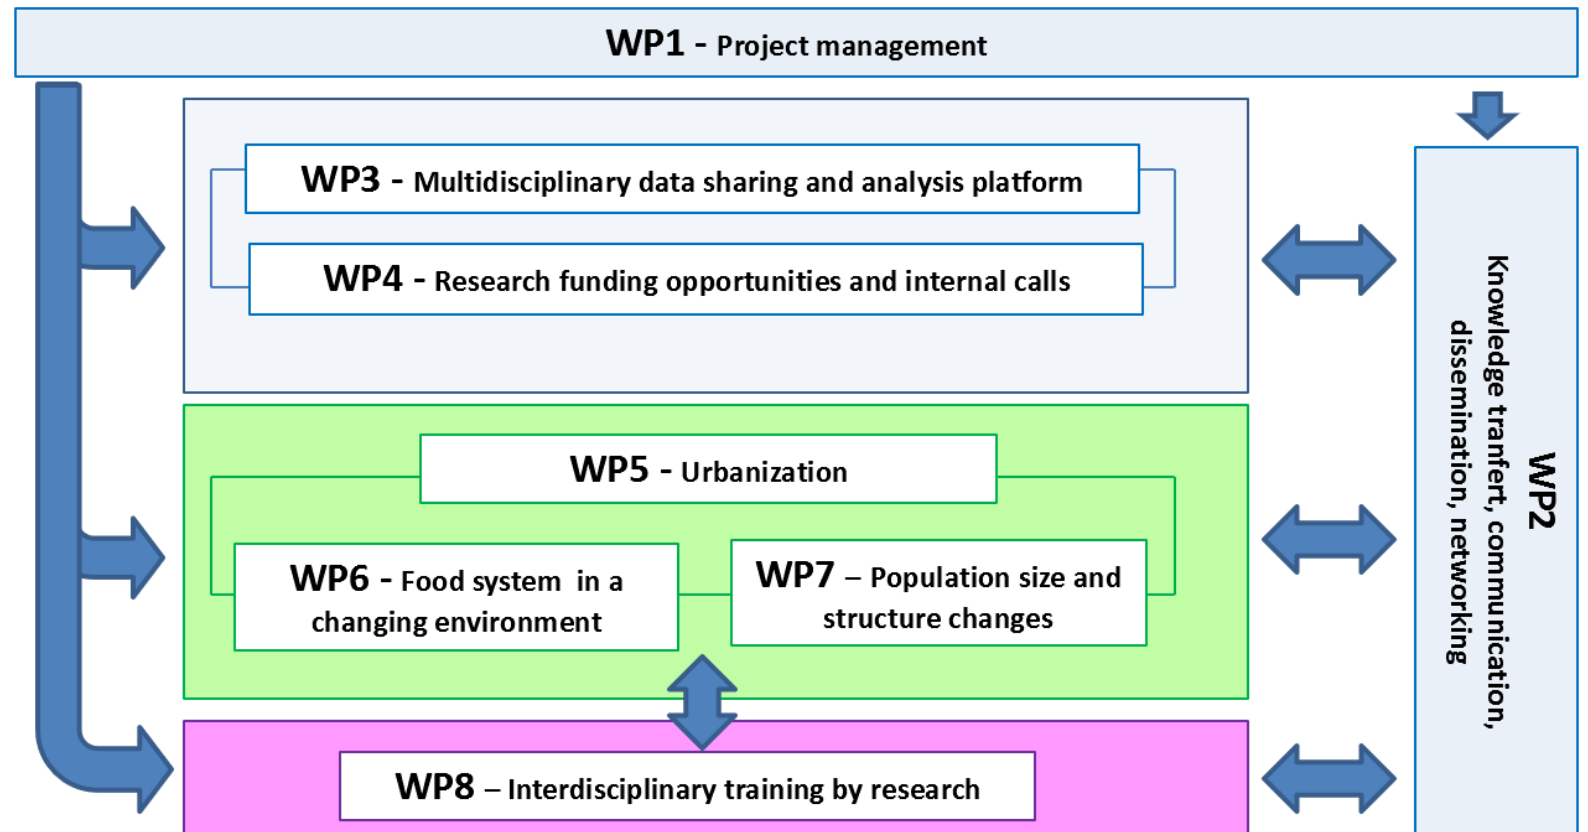 WP1 - Project management
WP3 - Multidisciplinary data sharing and analysis platform
WP4 - Research funding opportunities and internal calls
WP5 - Urbanization
WP6 - Food system in a
changing environment
WP7 – Population size and
structure changes
WP8 – Interdisciplinary training by research
WP2
Knowledge tranfert, communication,
dissemination, networking